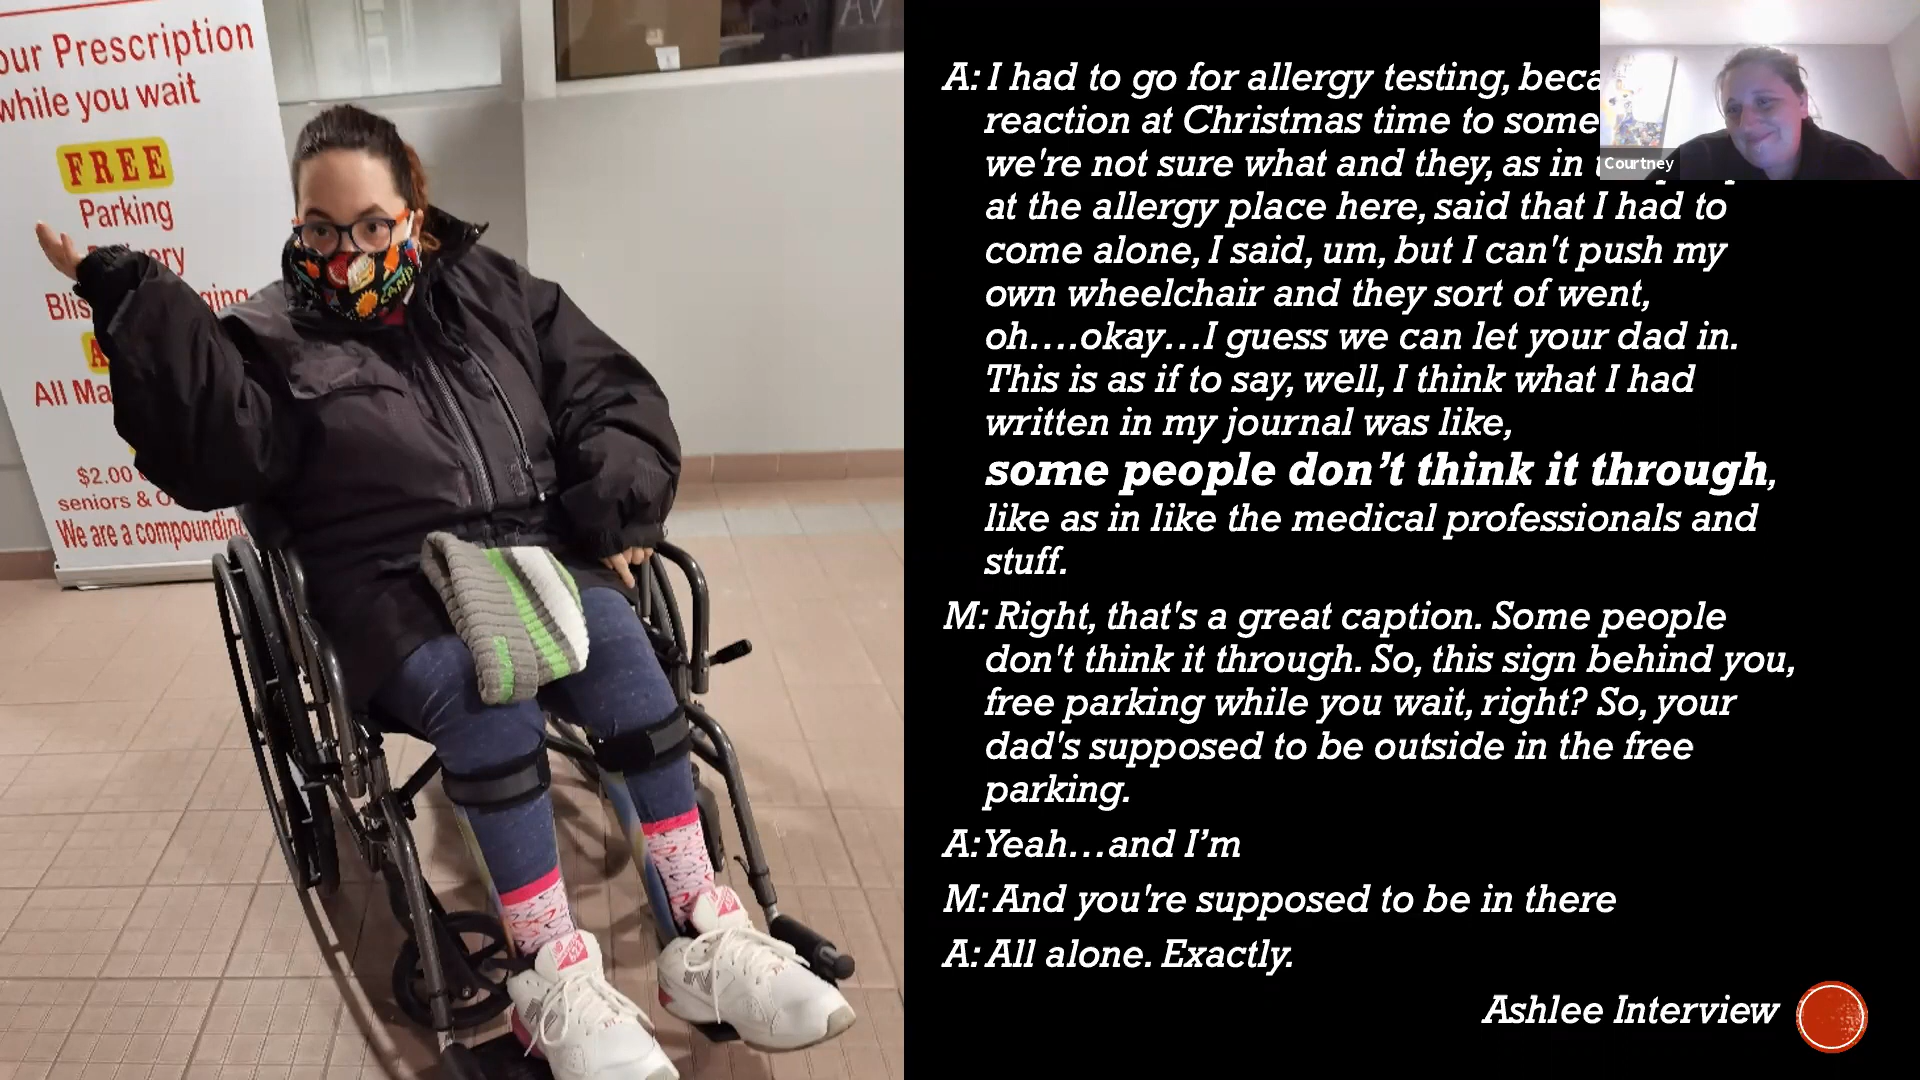 our Prescription
while you wait
FREE
Parking
All Ma
$2.00
seniors &
We are a compounding
CAMP
A: I had to go for allergy testing, beca
reaction at Christmas time to some
we're not sure what and they, as in
at the allergy place here, said that I had to
come alone, I said, um, but I can't push my
own wheelchair and they sort of went,
oh....okay...I guess we can let your dad in.
This is as if to say, well, I think what I had
written in my journal was like,
some people don't think it through,
like as in like the medical professionals and
stuff.
M: Right, that's a great caption. Some people
don't think it through. So, this sign behind you,
free parking while you wait, right? So, your
dad's supposed to be outside in the free
parking.
A: Yeah...and I'm
M: And you're supposed to be in there
A: All alone. Exactly.
Ashlee Interview
Courtney